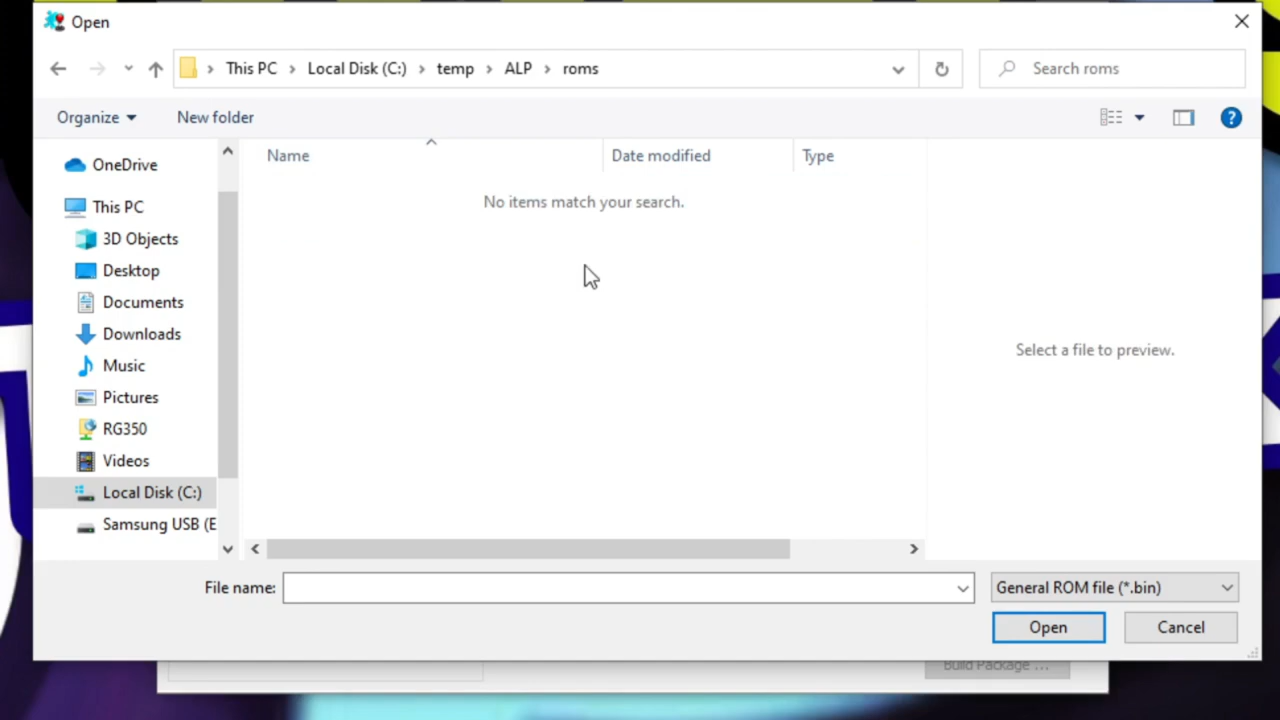 Open
This PC > Local Disk (C:) > temp > ALP > roms
Search roms
Organize
New folder
Name
Date modified
Type
OneDrive
This PC
3D Objects
Desktop
Documents
Downloads
Music
Pictures
RG350
Videos
Local Disk (C:)
Samsung USB (E
No items match your search.
Select a file to preview.
File name:
General ROM file (*.bin)
Open
Cancel
Build Package ...